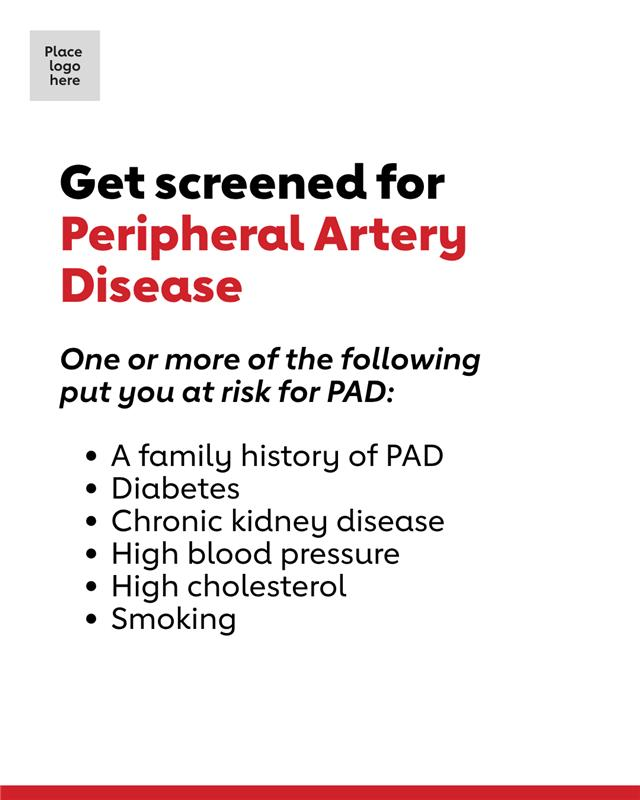 Place
logo
here
Get screened for
Peripheral Artery
Disease
One or more of the following
put you at risk for PAD:
• A family history of PAD
• Diabetes
• Chronic kidney disease
• High blood pressure
• High cholesterol
• Smoking